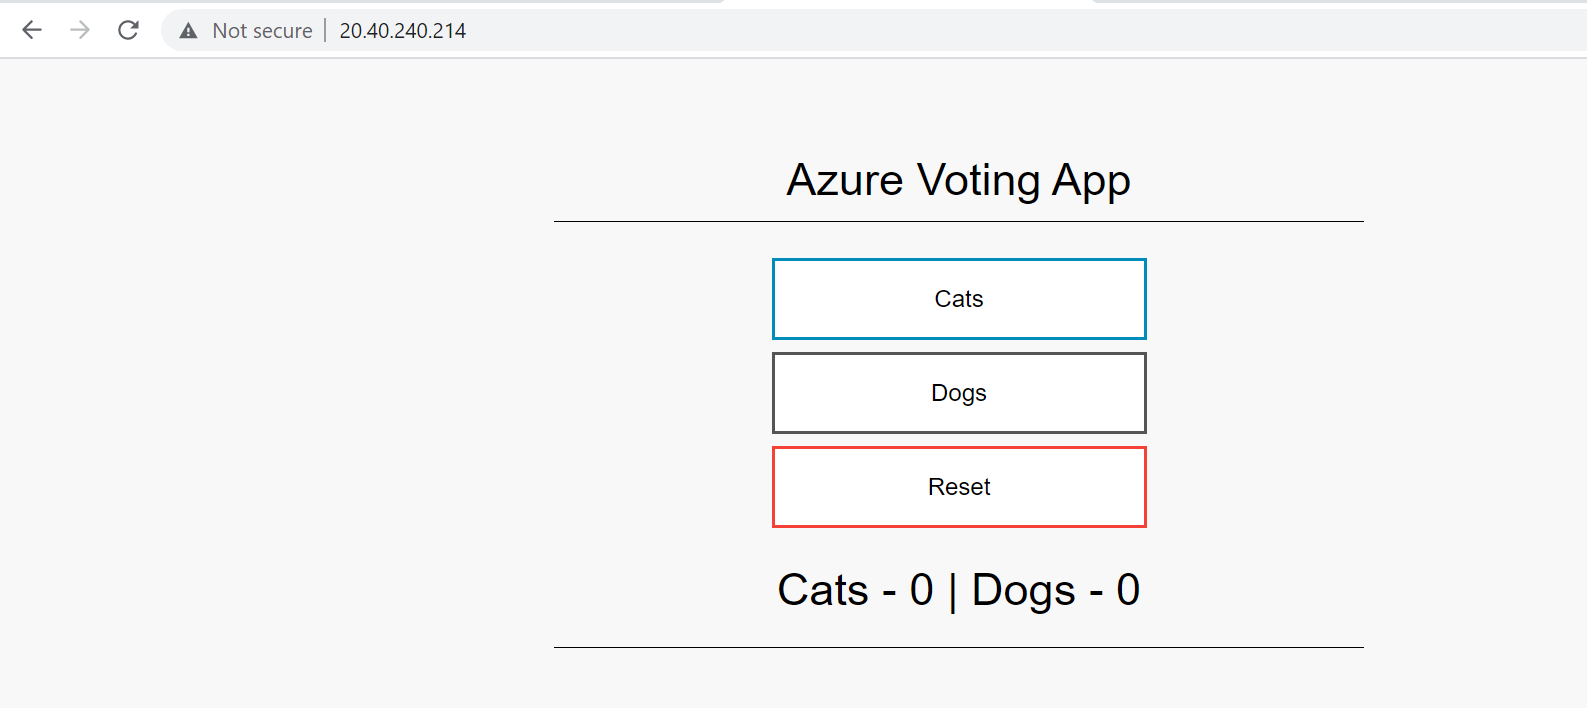 Not secure | 20.40.240.214
Azure Voting App
Cats
Dogs
Reset
Cats - 0 | Dogs - 0